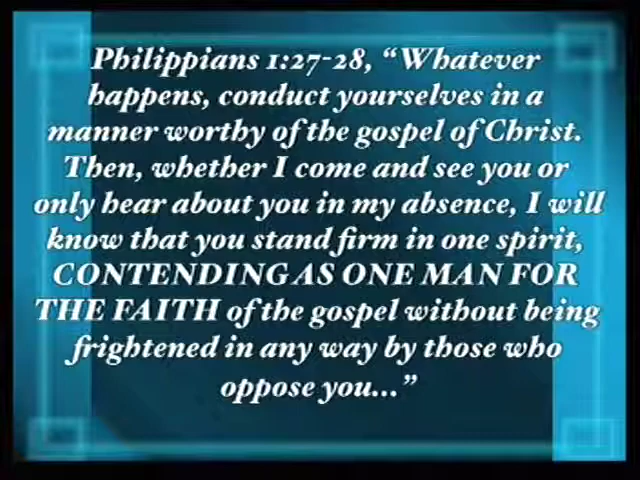 Philippians 1:27-28, “Whatever
happens, conduct yourselves in a
manner worthy of the gospel of Christ.
Then, whether I come and see you or
only hear about you in my absence, I will
know that you stand firm in one spirit,
CONTENDING AS ONE MAN FOR
THE FAITH of the gospel without being
frightened in any way by those who
oppose you...”